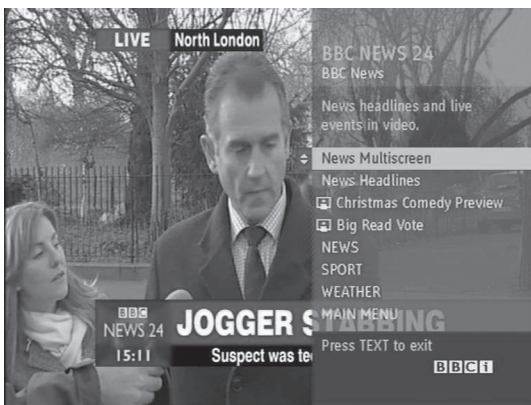 LIVE North London
BBC NEWS 24
BBC News
News headlines and live
events in video.
News Multiscreen
News Headlines
Christmas Comedy Preview
Big Read Vote
NEWS
SPORT
WEATHER
MAIN MENU
Press TEXT to exit
BBCi
BBC
NEWS 24
15:11
JOGGER STABBING
Suspect was